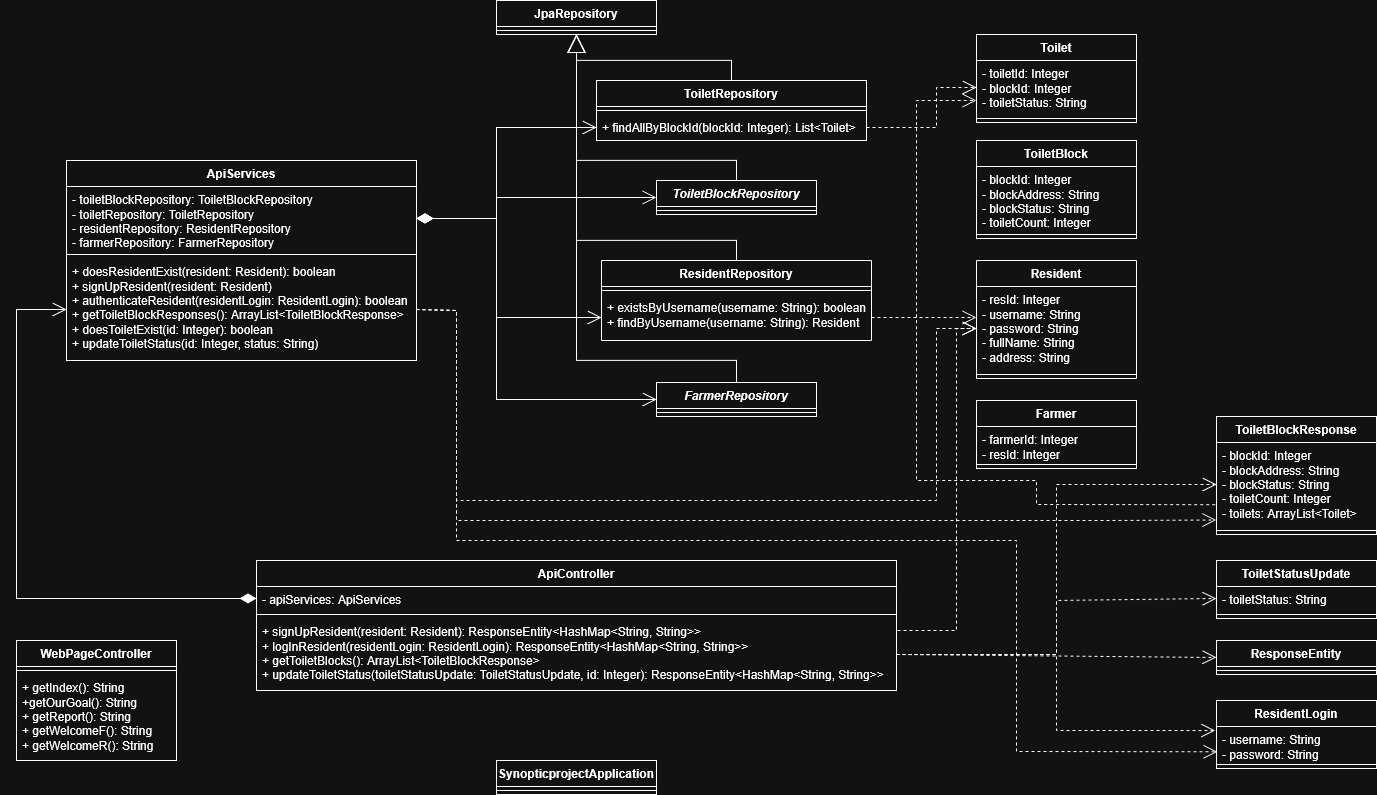 JpaRepository
ToiletRepository
+ findAllByBlockId(blockId: Integer): List<Toilet>
Toilet
- toiletId: Integer
- blockId: Integer
- toiletStatus: String
ToiletBlock
- blockId: Integer
- blockAddress: String
- blockStatus: String
- toiletCount: Integer
ApiServices
- toiletBlockRepository: ToiletBlockRepository
- toiletRepository: ToiletRepository
- residentRepository: ResidentRepository
- farmerRepository: FarmerRepository
+ doesResidentExist(resident: Resident): boolean
+ signUpResident(resident: Resident)
+ authenticateResident(residentLogin: ResidentLogin): boolean
+ getToiletBlockResponses(): ArrayList<ToiletBlockResponse>
+ doesToiletExist(id: Integer): boolean
+ updateToiletStatus(id: Integer, status: String)
ToiletBlockRepository
ResidentRepository
+ existsByUsername(username: String): boolean
+ findByUsername(username: String): Resident
Resident
- resId: Integer
- username: String
- password: String
- fullName: String
- address: String
FarmerRepository
Farmer
- farmerId: Integer
- resId: Integer
ToiletBlockResponse
- blockId: Integer
- blockAddress: String
- blockStatus: String
- toiletCount: Integer
- toilets: ArrayList<Toilet>
ApiController
- apiServices: ApiServices
+ signUpResident(resident: Resident): ResponseEntity<HashMap<String, String>>
+ logInResident(residentLogin: ResidentLogin): ResponseEntity<HashMap<String, String>>
+ getToiletBlocks(): ArrayList<ToiletBlockResponse>
+ updateToiletStatus(toiletStatusUpdate: ToiletStatusUpdate, id: Integer): ResponseEntity<HashMap<String, String>>
ToiletStatusUpdate
- toiletStatus: String
ResponseEntity
WebPageController
+ getIndex(): String
+getOurGoal(): String
+ getReport(): String
+ getWelcomeF(): String
+ getWelcomeR(): String
ResidentLogin
- username: String
- password: String
SynopticprojectApplication